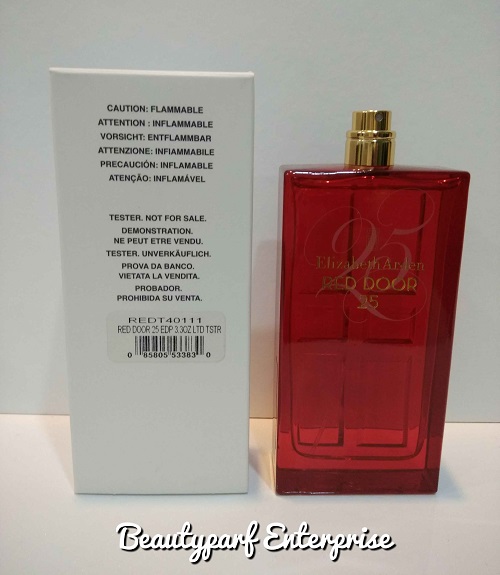 CAUTION: FLAMMABLE
ATTENTION : INFLAMMABLE
VORSICHT: ENTFLAMMBAR
ATTENZIONE: INFIAMMABILE
PRECAUCIÓN: INFLAMABLE
ATENÇÃO: INFLAMÁVEL
TESTER. NOT FOR SALE.
DEMONSTRATION.
NE PEUT ETRE VENDU.
TESTER. UNVERKÄUFLICH.
PROVA DA BANCO.
VIETATA LA VENDITA.
PROBADOR.
PROHIBIDA SU VENTA.
REDT40111
RED DOOR 25 EDP 3.3OZ LTD TSTR
0 85805 53383 0
25
Elizabeth Arden
RED DOOR
25
Beautyparf Enterprise